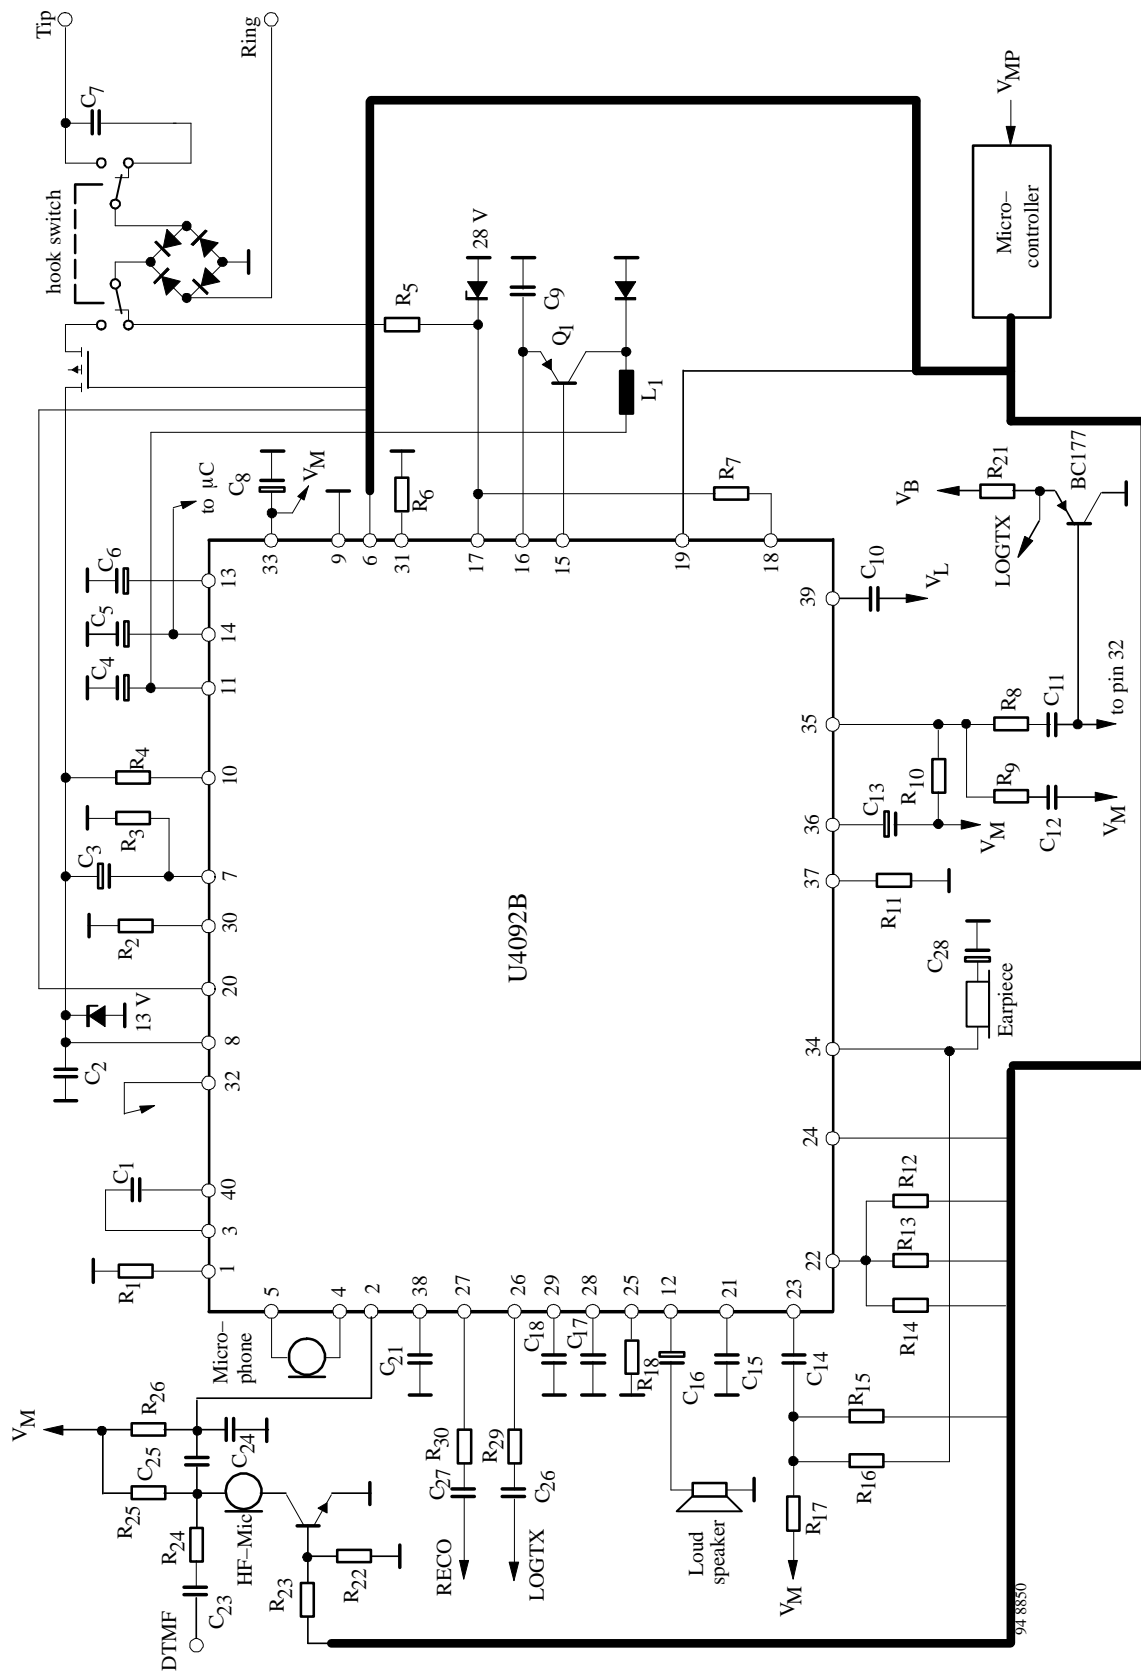 Tip
Ring
C7
hook switch
VMP
Micro–
controller
R5
28 V
C9
Q1
L1
to μC
C8
VM
R6
R7
VB
R21
BC177
LOGTX
C6
C5
C4
R4
R3
C3
R2
13 V
C2
C1
R1
13
14
11
10
7
30
20
8
32
40
3
1
33
9
6
31
17
16
15
19
18
U4092B
39
35
36
37
34
24
22
C10
VL
R8
C11
to pin 32
R9
C12
VM
R10
C13
VM
R11
C28
Earpiece
R12
R13
R14
5
4
2
38
27
26
29
28
25
12
21
23
Micro–
phone
C21
C18
C17
R18
C16
C15
C14
R15
R16
R17
VM
Loud
speaker
R30
C27
RECO
R29
C26
LOGTX
VM
R26
C25
C24
R25
R24
HF–Mic
C23
DTMF
R23
R22
94 8850